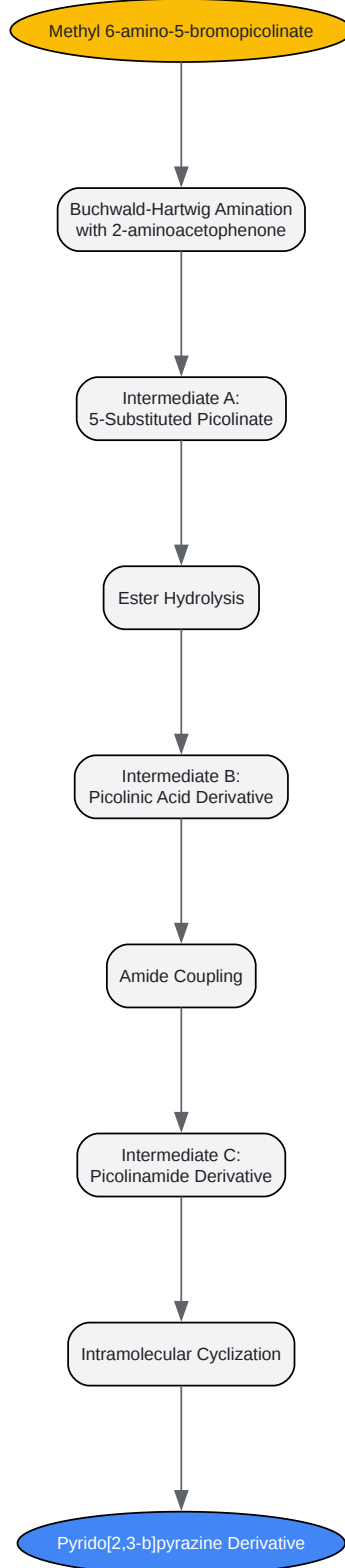 Methyl 6-amino-5-bromopicolinate
Buchwald-Hartwig Amination
with 2-aminoacetophenone
Intermediate A:
5-Substituted Picolinate
Ester Hydrolysis
Intermediate B:
Picolinic Acid Derivative
Amide Coupling
Intermediate C:
Picolinamide Derivative
Intramolecular Cyclization
Pyrido[2,3-b]pyrazine Derivative